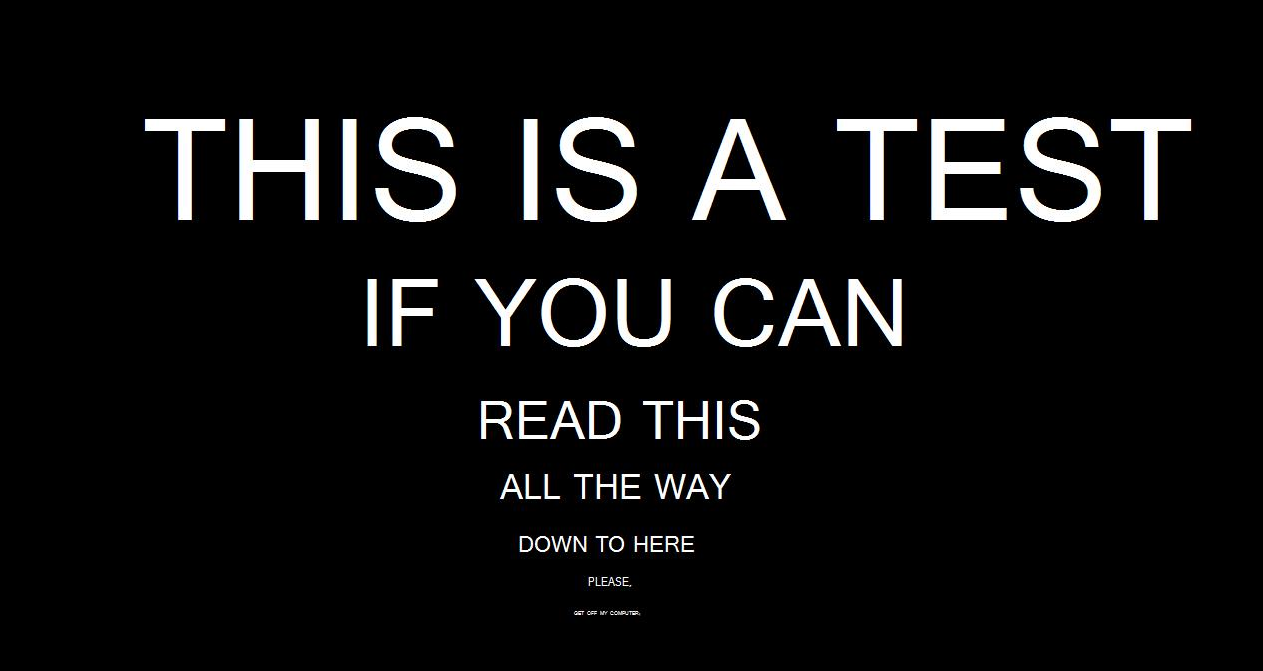 THIS IS A TEST
IF YOU CAN
READ THIS
ALL THE WAY
DOWN TO HERE
PLEASE,
GET OFF MY COMPUTER.